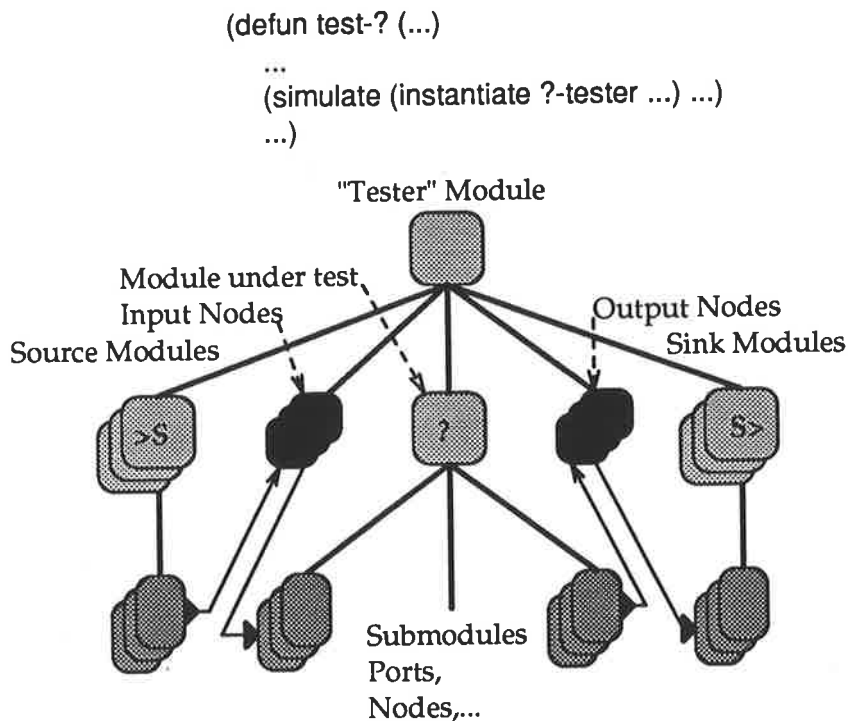 (defun test-? (...)
...
(simulate (instantiate ?-tester ...) ...)
...)
"Tester" Module
Module under test
Input Nodes
Source Modules
Output Nodes
Sink Modules
>S
?
S>
Submodules
Ports,
Nodes,...